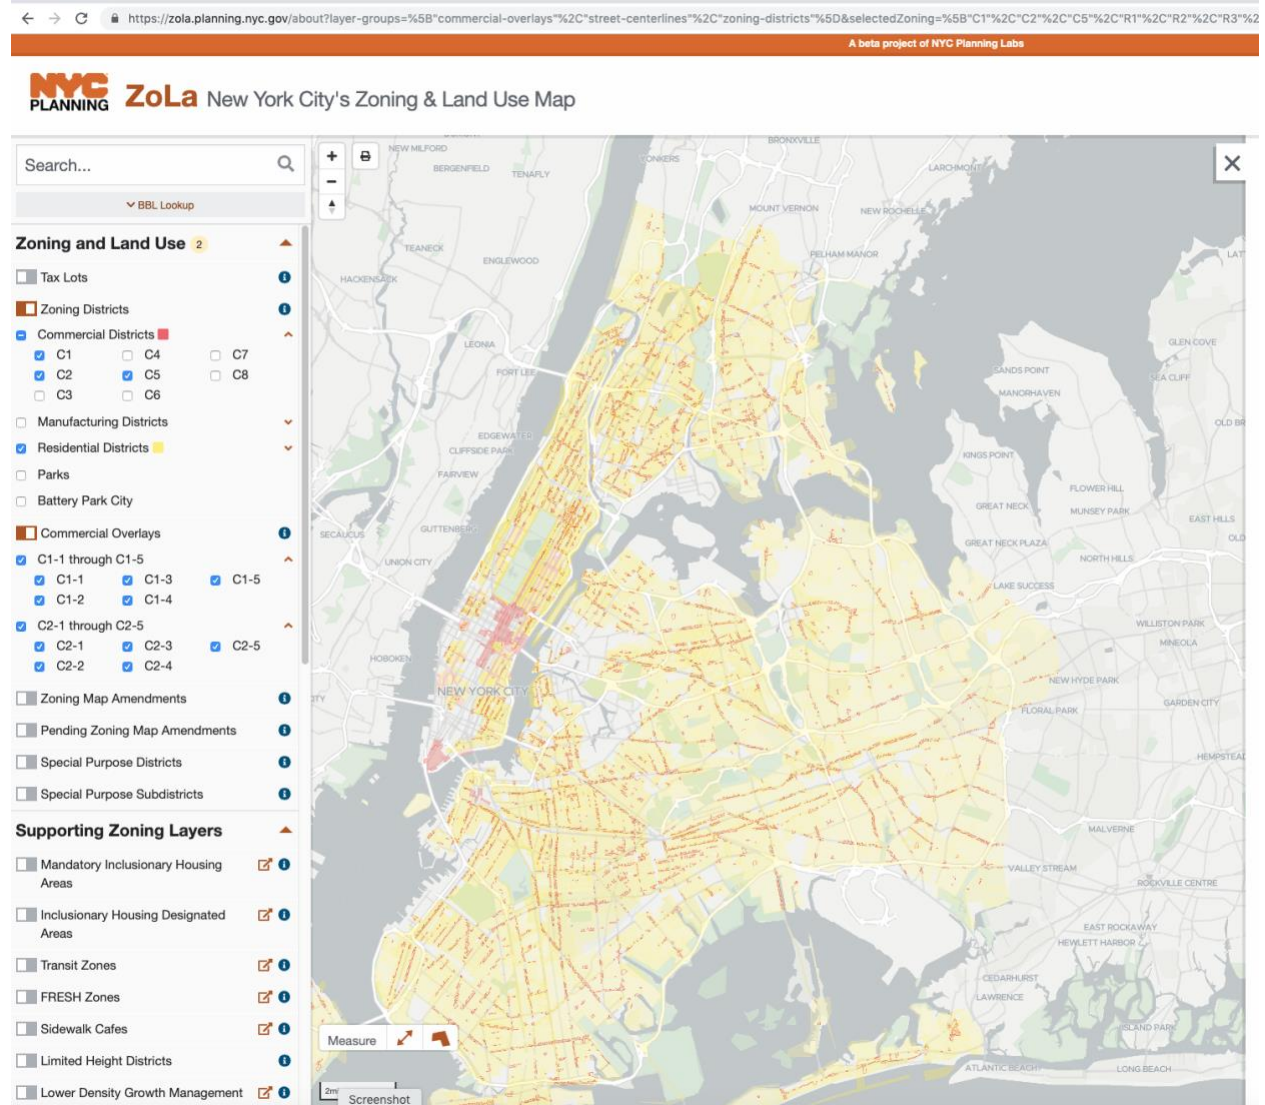 https://zola.planning.nyc.gov/about?layer-groups=%5B"commercial-overlays"%2C"street-centerlines"%2C"zoning-districts"%5D&selectedZoning=%5B"C1"%2C"C2"%2C"C5"%2C"R1"%2C"R2"%2C"R3"%2
A beta project of NYC Planning Labs
NYC
PLANNING
ZoLa New York City's Zoning & Land Use Map
Search...
BBL Lookup
Zoning and Land Use 2
Tax Lots
Zoning Districts
Commercial Districts
C1 C4 C7
C2 C5 C8
C3 C6
Manufacturing Districts
Residential Districts
Parks
Battery Park City
Commercial Overlays
C1-1 through C1-5
C1-1 C1-3 C1-5
C1-2 C1-4
C2-1 through C2-5
C2-1 C2-3 C2-5
C2-2 C2-4
Zoning Map Amendments
Pending Zoning Map Amendments
Special Purpose Districts
Special Purpose Subdistricts
Supporting Zoning Layers
Mandatory Inclusionary Housing
Areas
Inclusionary Housing Designated
Areas
Transit Zones
FRESH Zones
Sidewalk Cafes
Limited Height Districts
Lower Density Growth Management
NEW MILFORD
BRONXVILLE
YONKERS
BERGENFIELD
TENAFLY
LARCHMONT
MOUNT VERNON
NEW ROCHELLE
TEANECK
PELHAM MANOR
LAT
ENGLEWOOD
HACKENSACK
LEONIA
GLEN COVE
FORT LEE
SANDS POINT
SEA CLIFF
MANORHAVEN
OLD BR
EDGEWATER
CLIFFSIDE PARK
KINGS POINT
FAIRVIEW
FLOWER HILL
GREAT NECK
MUNSEY PARK
EAST HILLS
GUTTENBERG
SECAUCUS
GREAT NECK PLAZA
OLD
UNION CITY
NORTH HILLS
LAKE SUCCESS
WILLISTON PARK
MINEOLA
HOBOKEN
NEW HYDE PARK
NEW YORK CITY
ITY
GARDEN CITY
FLORAL PARK
HEMPSTEAD
MALVERNE
VALLEY STREAM
ROCKVILLE CENTRE
EAST ROCKAWAY
HEWLETT HARBOR
CEDARHURST
LAWRENCE
ISLAND PARK
ATLANTIC BEACH
LONG BEACH
Measure
2mi
Screenshot